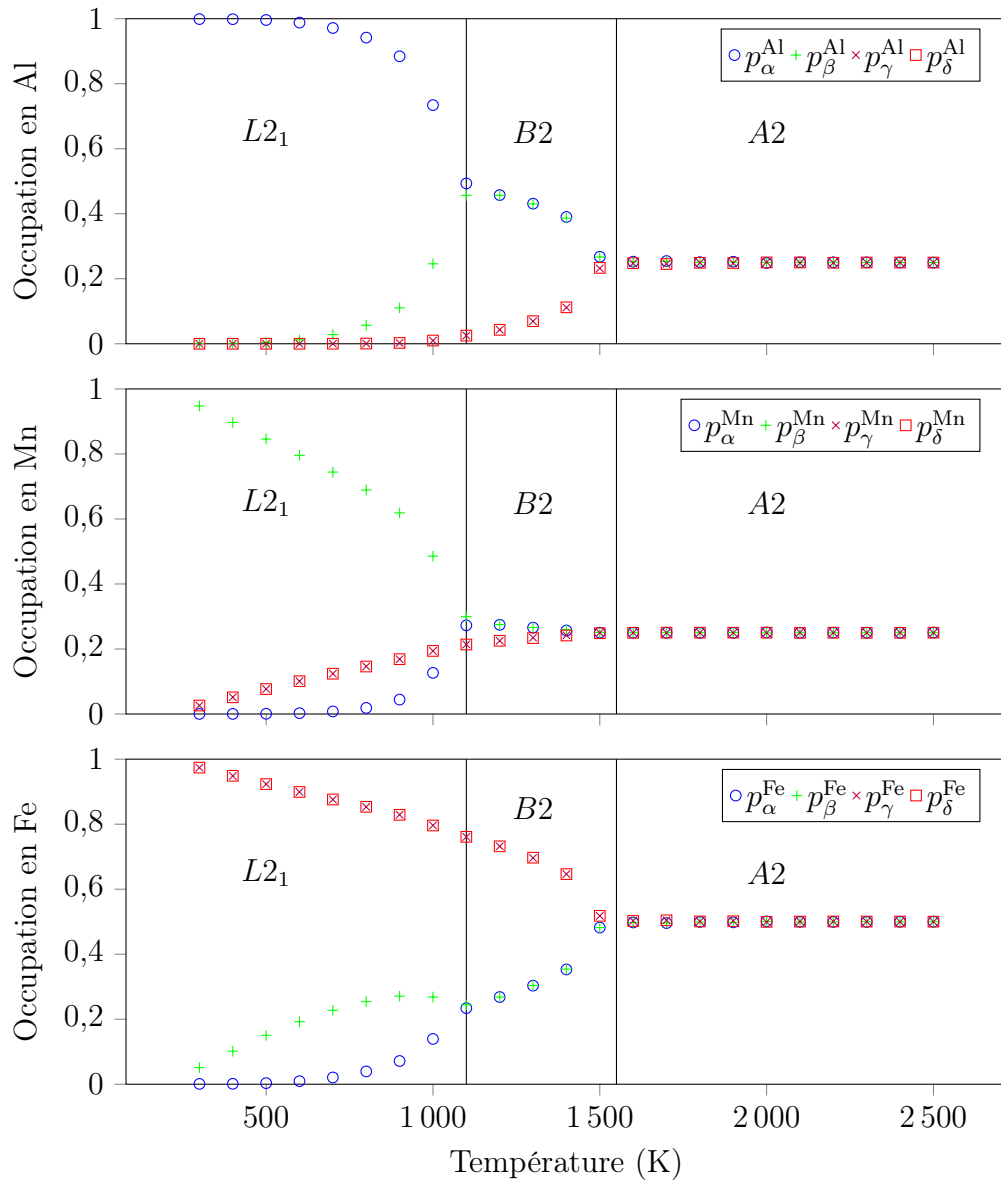 Occupation en Al
1
0,8
0,6
0,4
0,2
0
L2₁
B2
A2
p_α^Al p_β^Al p_γ^Al p_δ^Al
Occupation en Mn
1
0,8
0,6
0,4
0,2
0
L2₁
B2
A2
p_α^Mn p_β^Mn p_γ^Mn p_δ^Mn
Occupation en Fe
1
0,8
0,6
0,4
0,2
0
L2₁
B2
A2
p_α^Fe p_β^Fe p_γ^Fe p_δ^Fe
500 1 000 1 500 2 000 2 500
Température (K)